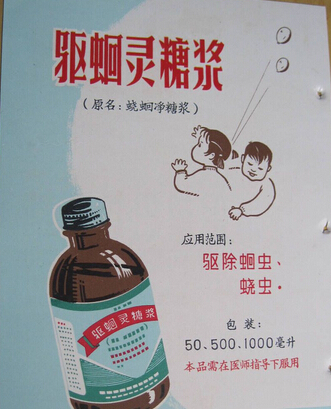 驱蛔灵糖浆
(原名:蛲蛔净糖浆)
应用范围:
驱除蛔虫、
蛲虫·
包装:
50、500、1000毫升
本品需在医师指导下服用
驱蛔灵糖浆